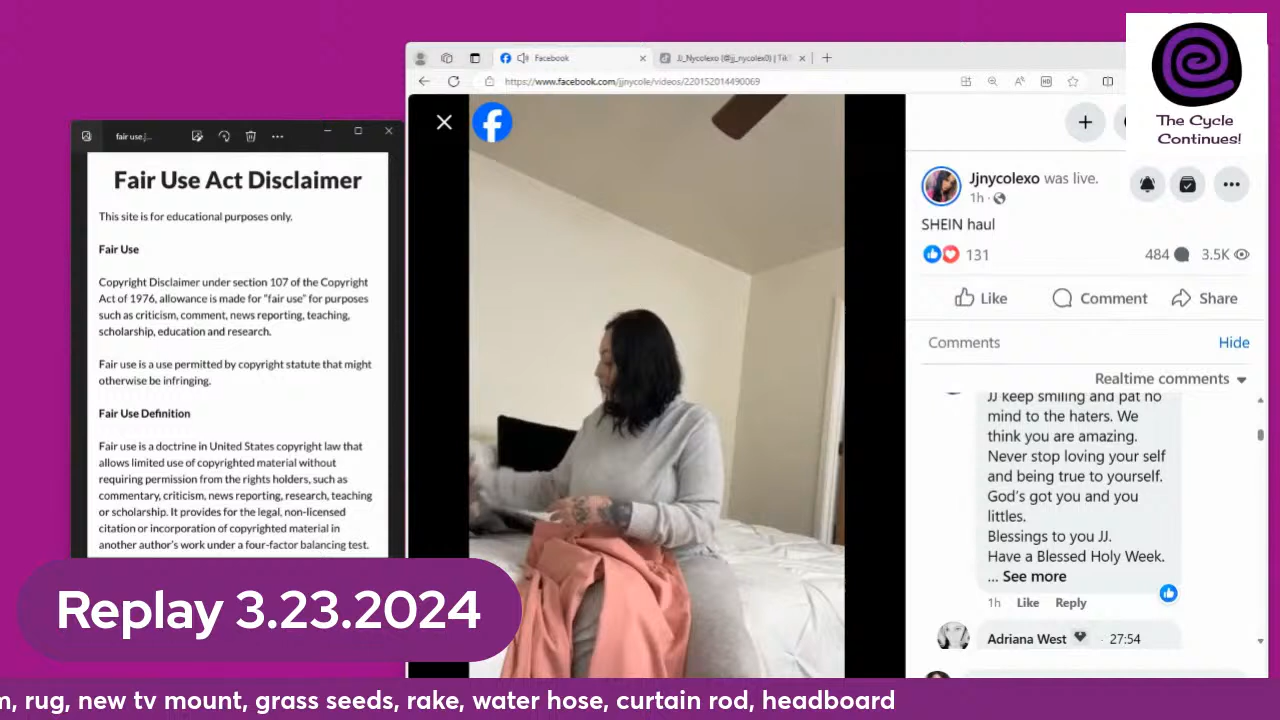 fair use.j...
Fair Use Act Disclaimer
This site is for educational purposes only.
Fair Use
Copyright Disclaimer under section 107 of the Copyright
Act of 1976, allowance is made for "fair use" for purposes
such as criticism, comment, news reporting, teaching,
scholarship, education and research.
Fair use is a use permitted by copyright statute that might
otherwise be infringing.
Fair Use Definition
Fair use is a doctrine in United States copyright law that
allows limited use of copyrighted material without
requiring permission from the rights holders, such as
commentary, criticism, news reporting, research, teaching
or scholarship. It provides for the legal, non-licensed
citation or incorporation of copyrighted material in
another author's work under a four-factor balancing test.
Replay 3.23.2024
Facebook
JJ_Nycolexo (@jj_nycolex0) | Tik
https://www.facebook.com/jjnycolle/videos/220152014490069
The Cycle
Continues!
Jjnycolexo was live.
1h
SHEIN haul
131
484
3.5K
Like
Comment
Share
Comments
Hide
Realtime comments
JJ keep smiling and pat no
mind to the haters. We
think you are amazing.
Never stop loving your self
and being true to yourself.
God's got you and you
littles.
Blessings to you JJ.
Have a Blessed Holy Week.
... See more
1h Like Reply
Adriana West · 27:54
rug, new tv mount, grass seeds, rake, water hose, curtain rod, headboard